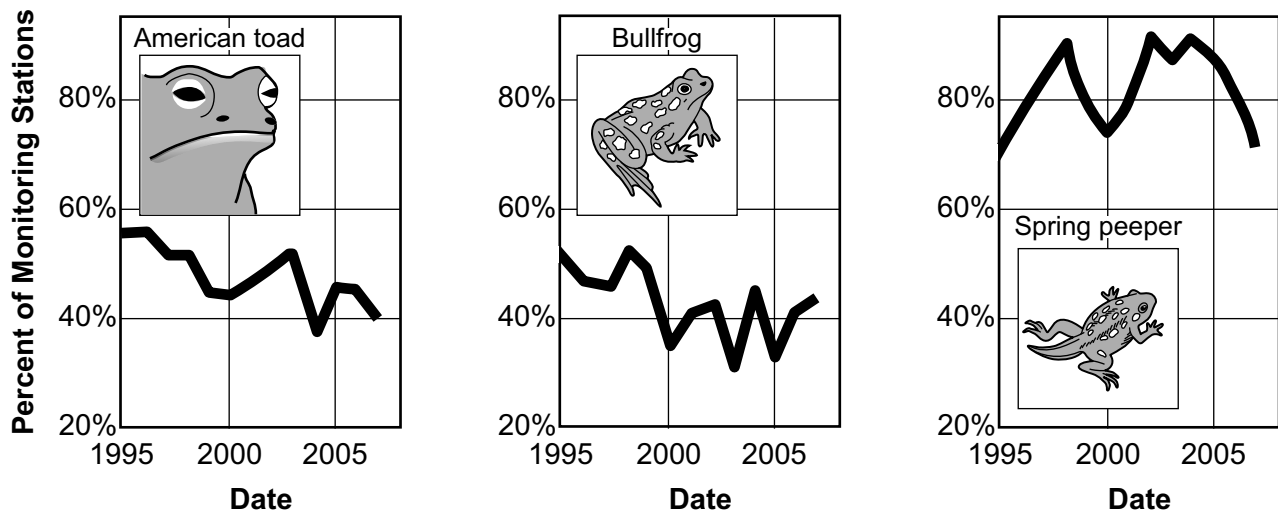 Percent of Monitoring Stations
American toad
80%
60%
40%
20%
1995 2000 2005
Date
Bullfrog
80%
60%
40%
20%
1995 2000 2005
Date
80%
60%
Spring peeper
40%
20%
1995 2000 2005
Date